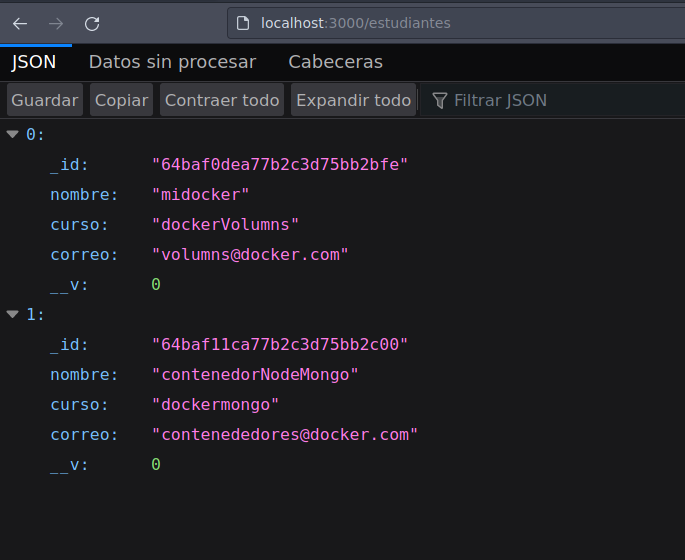 localhost:3000/estudiantes
JSON Datos sin procesar Cabeceras
Guardar Copiar Contraer todo Expandir todo Filtrar JSON
0:
_id: "64baf0dea77b2c3d75bb2bfe"
nombre: "midocker"
curso: "dockerVolumns"
correo: "volumns@docker.com"
__v: 0
1:
_id: "64baf11ca77b2c3d75bb2c00"
nombre: "contenedorNodeMongo"
curso: "dockermongo"
correo: "contenededores@docker.com"
__v: 0